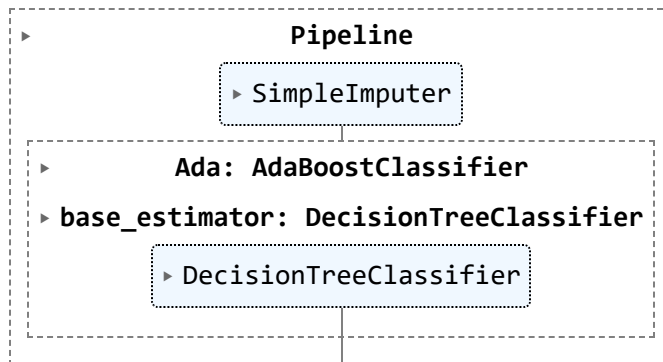 Pipeline
SimpleImputer
Ada: AdaBoostClassifier
base_estimator: DecisionTreeClassifier
DecisionTreeClassifier